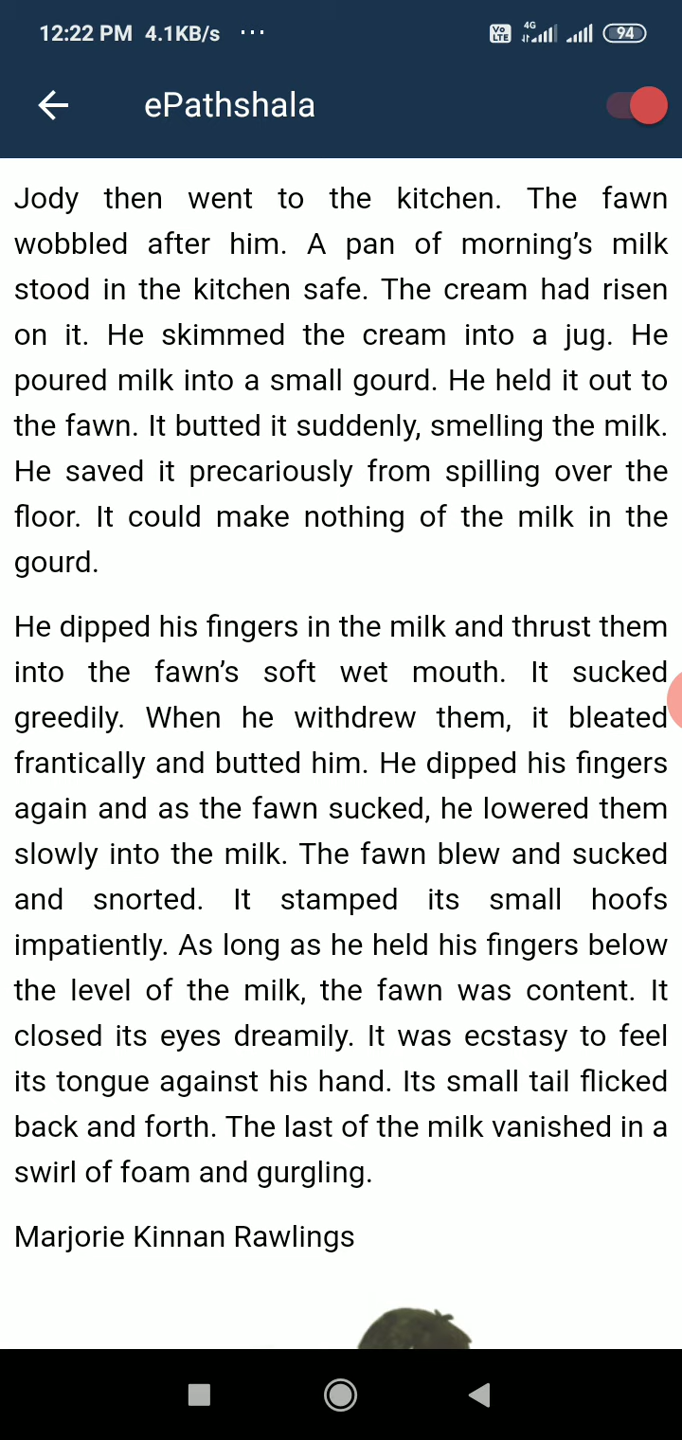 12:22 PM 4.1KB/s ...
Vo LTE 4G 94
ePathshala
Jody then went to the kitchen. The fawn
wobbled after him. A pan of morning’s milk
stood in the kitchen safe. The cream had risen
on it. He skimmed the cream into a jug. He
poured milk into a small gourd. He held it out to
the fawn. It butted it suddenly, smelling the milk.
He saved it precariously from spilling over the
floor. It could make nothing of the milk in the
gourd.
He dipped his fingers in the milk and thrust them
into the fawn’s soft wet mouth. It sucked
greedily. When he withdrew them, it bleated
frantically and butted him. He dipped his fingers
again and as the fawn sucked, he lowered them
slowly into the milk. The fawn blew and sucked
and snorted. It stamped its small hoofs
impatiently. As long as he held his fingers below
the level of the milk, the fawn was content. It
closed its eyes dreamily. It was ecstasy to feel
its tongue against his hand. Its small tail flicked
back and forth. The last of the milk vanished in a
swirl of foam and gurgling.
Marjorie Kinnan Rawlings